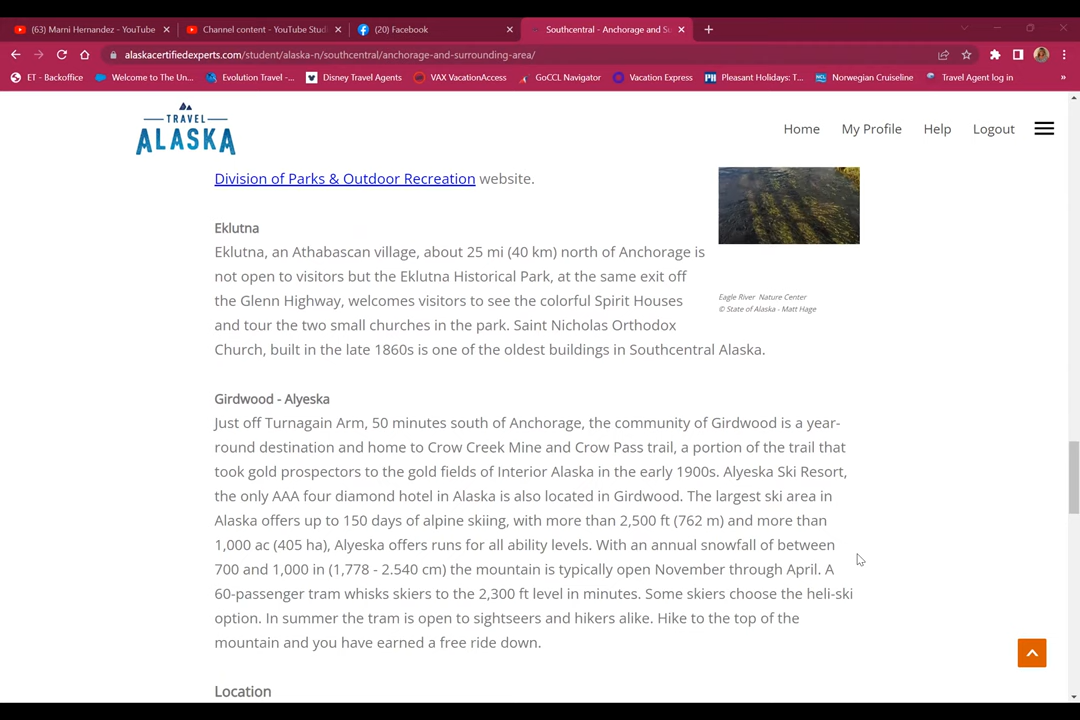 (63) Marni Hernandez - YouTube
Channel content - YouTube Studi
(20) Facebook
Southcentral - Anchorage and Su
alaskacertifiedexperts.com/student/alaska-n/southcentral/anchorage-and-surrounding-area/
ET - Backoffice
Welcome to The Un...
Evolution Travel -...
Disney Travel Agents
VAX VacationAccess
GoCCL Navigator
Vacation Express
Pleasant Holidays: T...
Norwegian Cruiseline
Travel Agent log in
TRAVEL
ALASKA
Home
My Profile
Help
Logout
Division of Parks & Outdoor Recreation website.
Eklutna
Eklutna, an Athabascan village, about 25 mi (40 km) north of Anchorage is
not open to visitors but the Eklutna Historical Park, at the same exit off
the Glenn Highway, welcomes visitors to see the colorful Spirit Houses
and tour the two small churches in the park. Saint Nicholas Orthodox
Church, built in the late 1860s is one of the oldest buildings in Southcentral Alaska.
Eagle River Nature Center
© State of Alaska - Matt Hage
Girdwood - Alyeska
Just off Turnagain Arm, 50 minutes south of Anchorage, the community of Girdwood is a year-
round destination and home to Crow Creek Mine and Crow Pass trail, a portion of the trail that
took gold prospectors to the gold fields of Interior Alaska in the early 1900s. Alyeska Ski Resort,
the only AAA four diamond hotel in Alaska is also located in Girdwood. The largest ski area in
Alaska offers up to 150 days of alpine skiing, with more than 2,500 ft (762 m) and more than
1,000 ac (405 ha), Alyeska offers runs for all ability levels. With an annual snowfall of between
700 and 1,000 in (1,778 - 2.540 cm) the mountain is typically open November through April. A
60-passenger tram whisks skiers to the 2,300 ft level in minutes. Some skiers choose the heli-ski
option. In summer the tram is open to sightseers and hikers alike. Hike to the top of the
mountain and you have earned a free ride down.
Location